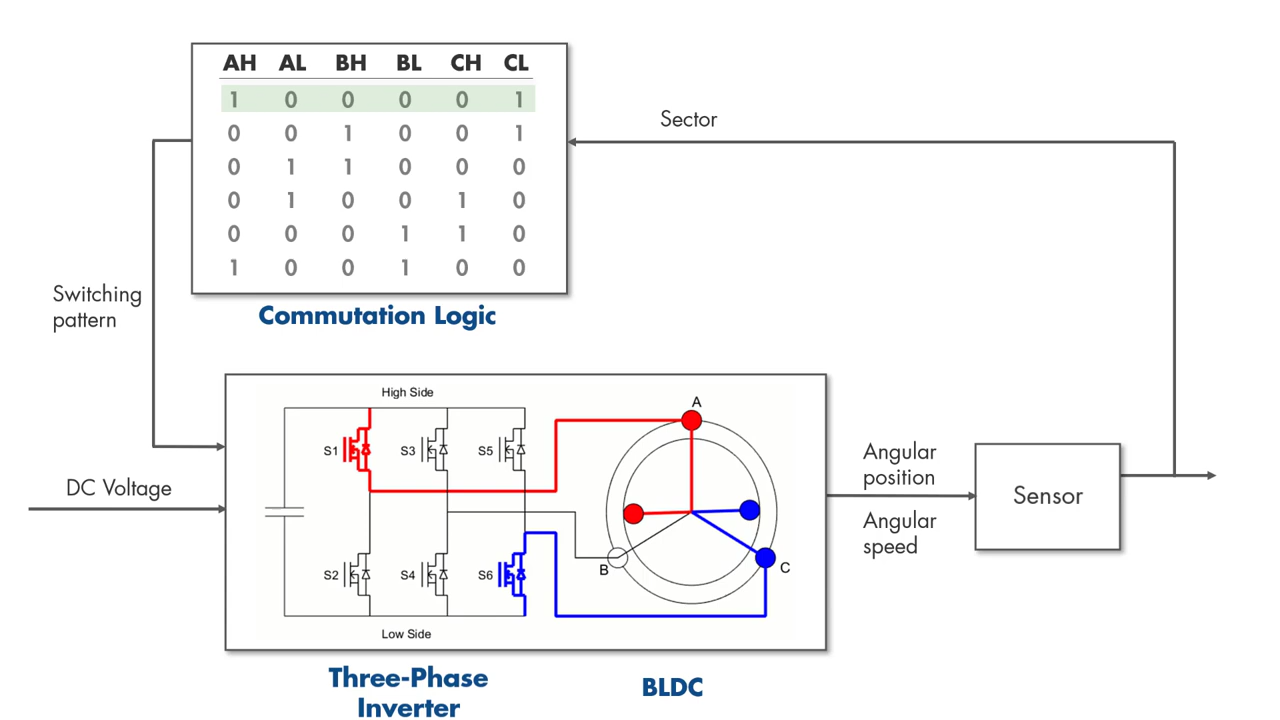 AH AL BH BL CH CL
1 0 0 0 0 1
0 0 1 0 0 1
0 1 1 0 0 0
0 1 0 0 1 0
0 0 0 1 1 0
1 0 0 1 0 0
Commutation Logic
Sector
Switching
pattern
DC Voltage
High Side
S1 S3 S5
S2 S4 S6
Low Side
A
B
C
Three-Phase
Inverter
BLDC
Angular
position
Angular
speed
Sensor